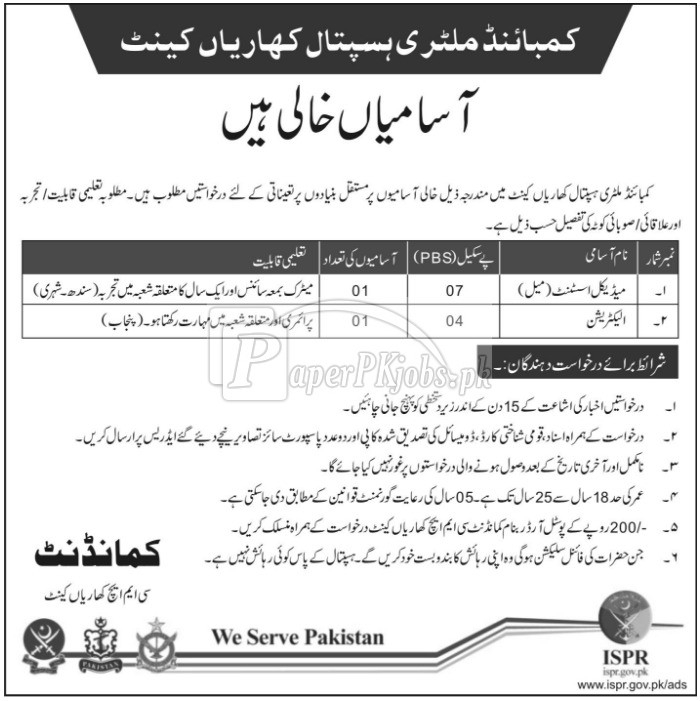 کمبائنڈ ملٹری ہسپتال کھاریاں کینٹ
آسامیاں خالی ہیں
کمبائنڈ ملٹری ہسپتال کھاریاں کینٹ میں مندرجہ ذیل خالی آسامیوں پر مستقل بنیادوں پر تعیناتی کے لئے درخواستیں مطلوب ہیں۔ مطلوبہ تعلیمی قابلیت/تجربہ
اور علاقائی/صوبائی کوٹہ کی تفصیل حسب ذیل ہے۔
نمبر شمار نام آسامی پے سکیل (PBS) آسامیوں کی تعداد تعلیمی قابلیت
۱۔ میڈیکل اسسٹنٹ (میل) 07 01 میٹرک بمعہ سائنس اور ایک سال کا متعلقہ شعبہ میں تجربہ (سندھ۔شہری)
۲۔ الیکٹریشن 04 01 پرائمری اور متعلقہ شعبہ میں مہارت رکھتا ہو۔ (پنجاب)
PaperPKjobs.pk
شرائط برائے درخواست دہندگان:۔
۱۔ درخواستیں اخبار کی اشاعت کے 15 دن کے اندر زیر دستخطی کو پہنچ جانی چاہئیں۔
۲۔ درخواست کے ہمراہ اسناد، قومی شناختی کارڈ، ڈومیسائل کی تصدیق شدہ کاپی اور دو عدد پاسپورٹ سائز تصاویر نیچے دیئے گئے ایڈریس پر ارسال کریں۔
۳۔ نامکمل اور آخری تاریخ کے بعد وصول ہونے والی درخواستوں پر غور نہیں کیا جائے گا۔
۴۔ عمر کی حد 18 سال سے 25 سال تک ہے۔ 05 سال کی رعایت گورنمنٹ قوانین کے مطابق دی جا سکتی ہے۔
۵۔ 200/- روپے کے پوسٹل آرڈر بنام کمانڈنٹ سی ایم ایچ کھاریاں کینٹ درخواست کے ہمراہ منسلک کریں۔
۶۔ جن حضرات کی فائنل سلیکشن ہوگی وہ اپنی رہائش کا بندوبست خود کریں گے۔ ہسپتال کے پاس کوئی رہائش نہیں ہے۔
کمانڈنٹ
سی ایم ایچ کھاریاں کینٹ
PAKISTAN
We Serve Pakistan
ISPR
ispr.gov.pk
www.ispr.gov.pk/ads